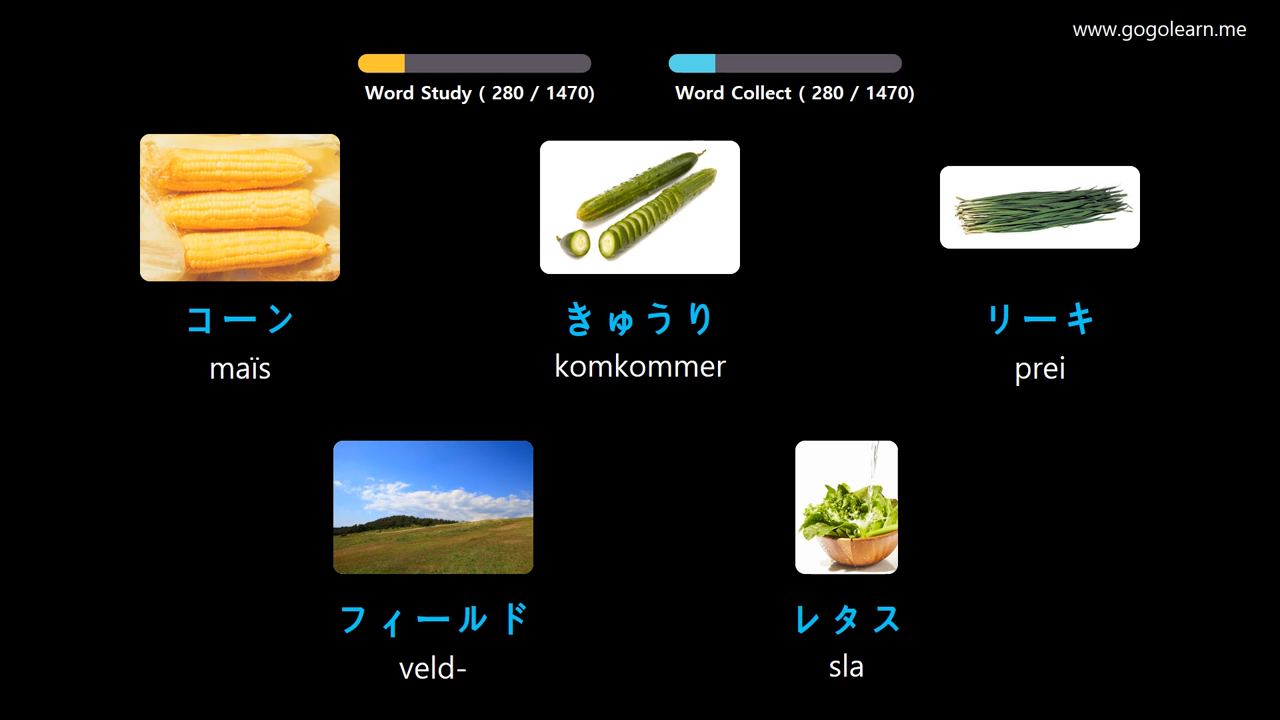 www.gogolearn.me
Word Study ( 280 / 1470)
Word Collect ( 280 / 1470)
コーン
きゅうり
リーキ
maïs
komkommer
prei
フィールド
レタス
veld-
sla